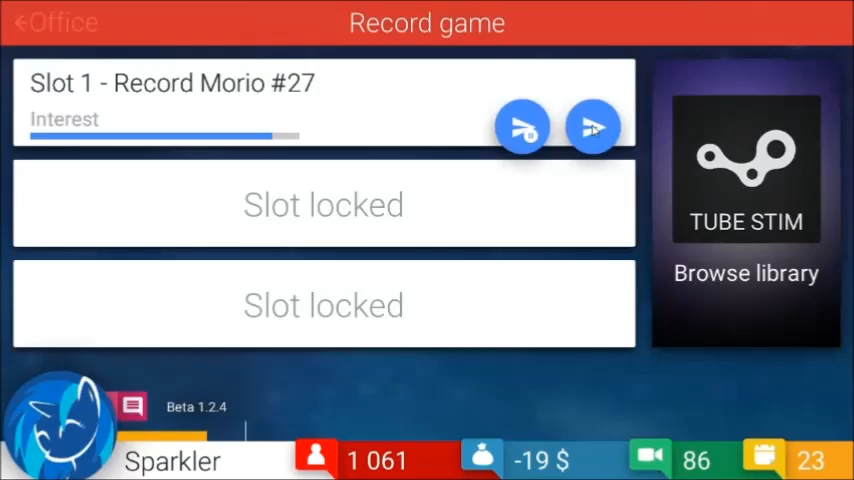 Office
Record game
Slot 1 - Record Morio #27
Interest
Slot locked
Slot locked
TUBE STIM
Browse library
Beta 1.2.4
Sparkler
1 061
-19 $
86
23